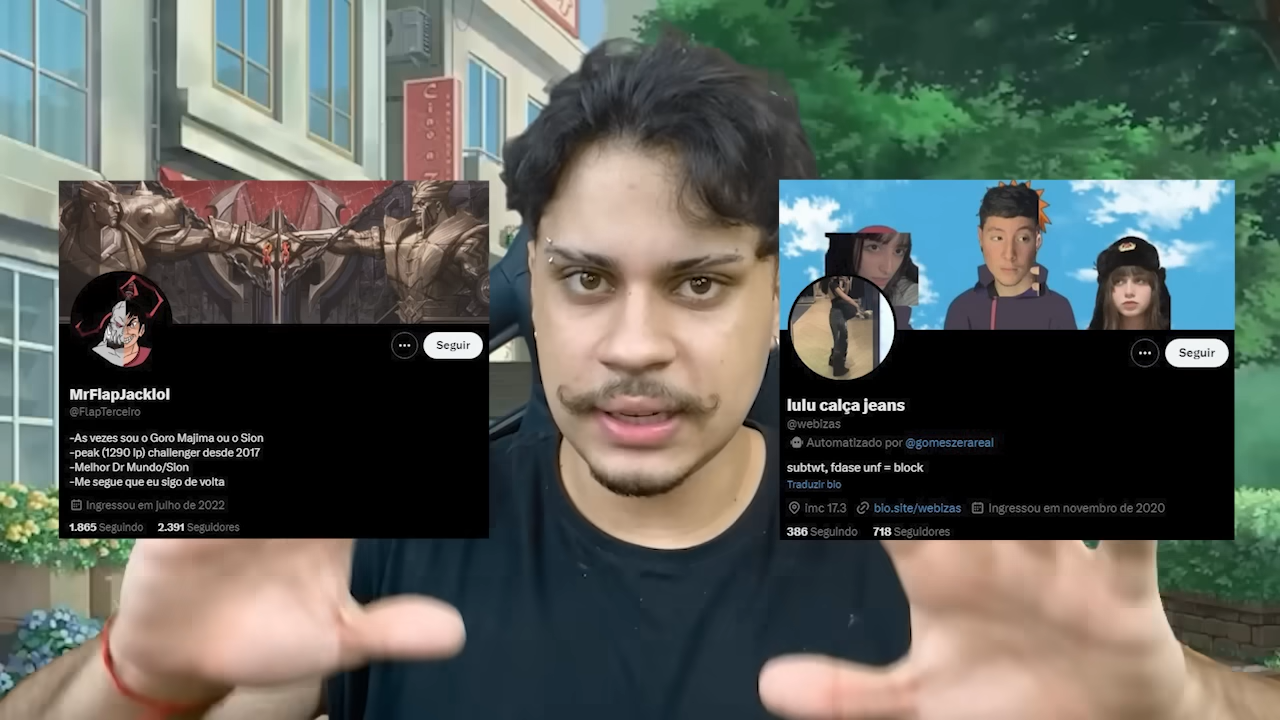 Seguir
MrFlapJacklol
@FlapTerceiro
-As vezes sou o Goro Majima ou o Sion
-peak (1290 lp) challenger desde 2017
-Melhor Dr Mundo/Sion
-Me segue que eu sigo de volta
Ingressou em julho de 2022
1.865 Seguindo 2.391 Seguidores
Seguir
lulu calça jeans
@webizas
Automatizado por @gomeszerareal
subtwt, fdase unf = block
Traduzir bio
imc 17.3 bio.site/webizas Ingressou em novembro de 2020
386 Seguindo 718 Seguidores